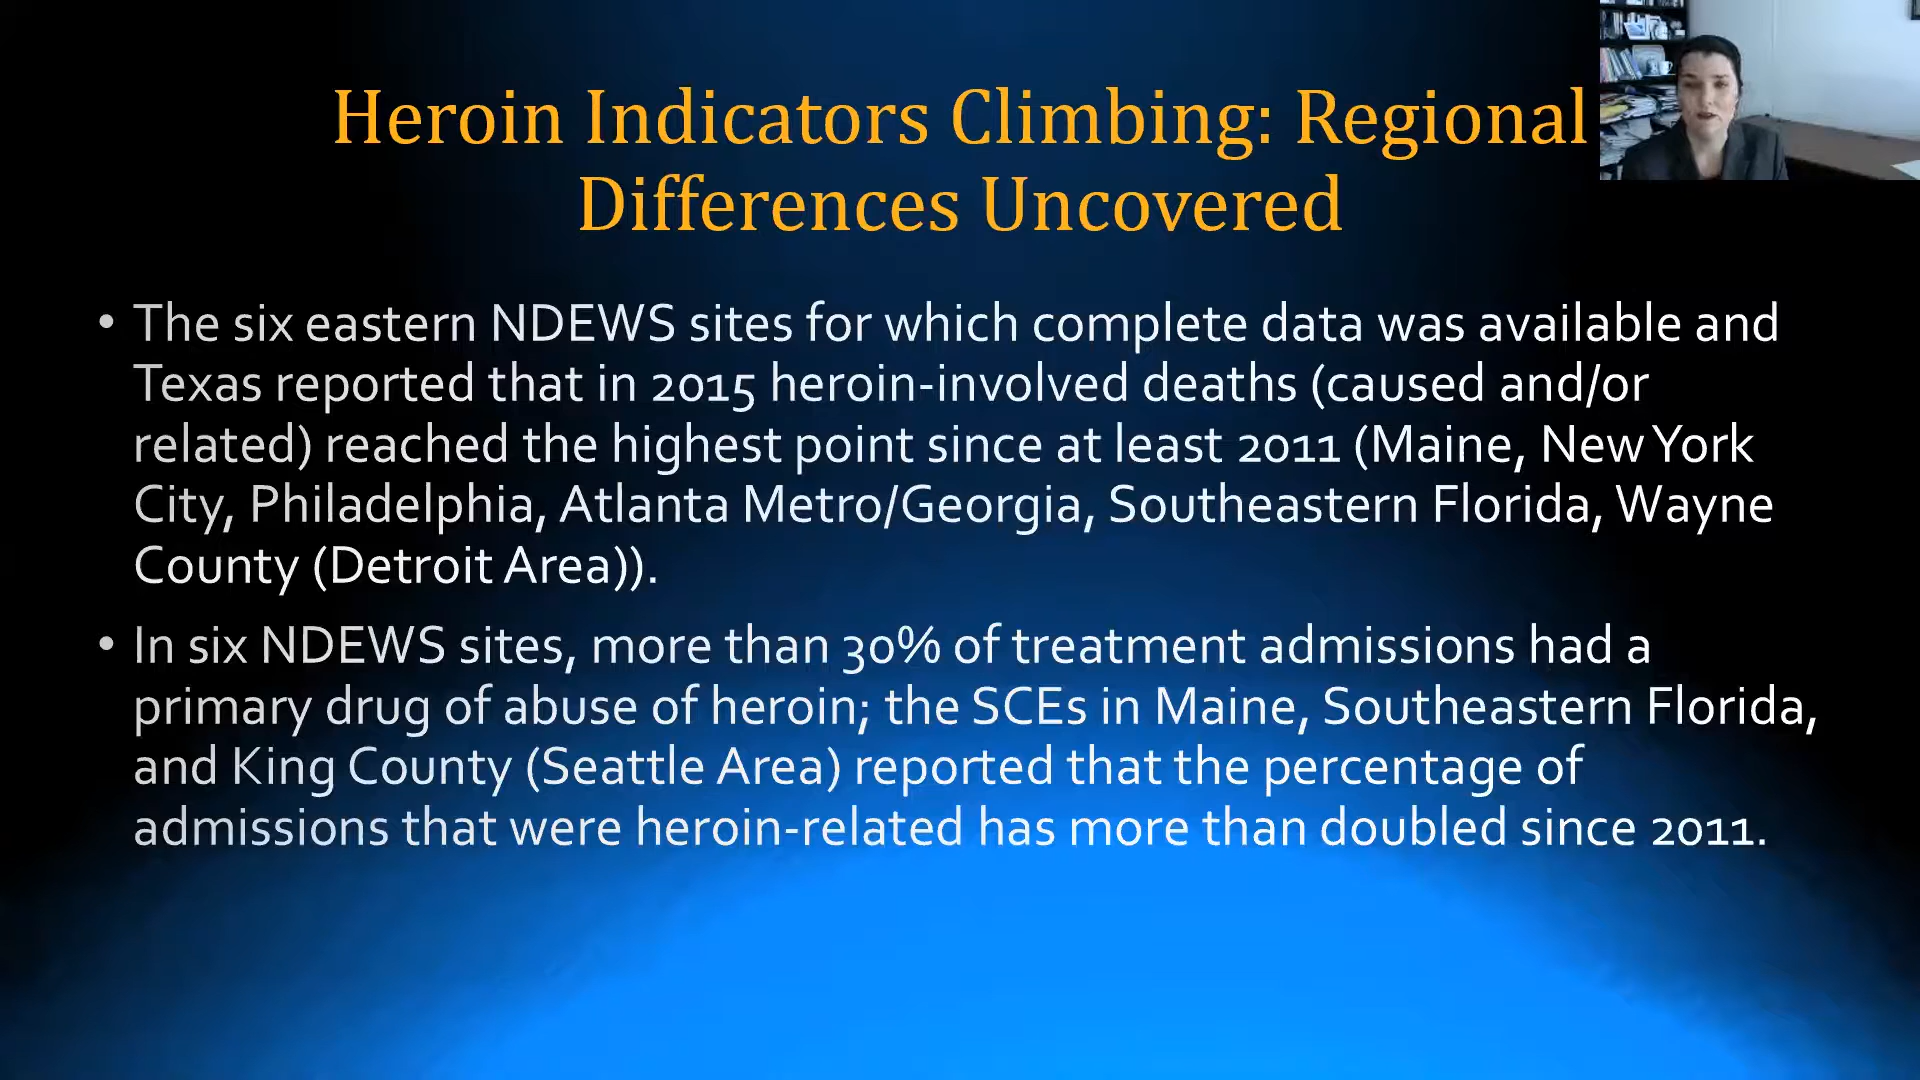 Heroin Indicators Climbing: Regional
Differences Uncovered
• The six eastern NDEWS sites for which complete data was available and
Texas reported that in 2015 heroin-involved deaths (caused and/or
related) reached the highest point since at least 2011 (Maine, New York
City, Philadelphia, Atlanta Metro/Georgia, Southeastern Florida, Wayne
County (Detroit Area)).
• In six NDEWS sites, more than 30% of treatment admissions had a
primary drug of abuse of heroin; the SCEs in Maine, Southeastern Florida,
and King County (Seattle Area) reported that the percentage of
admissions that were heroin-related has more than doubled since 2011.